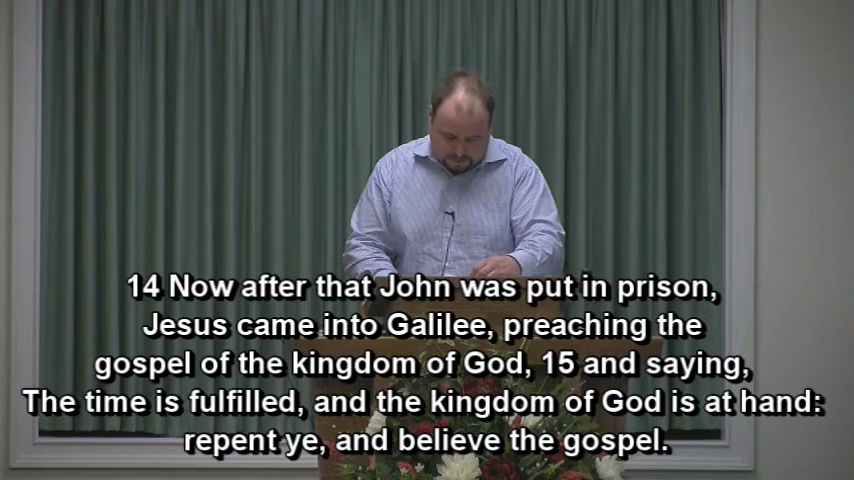 14 Now after that John was put in prison,
Jesus came into Galilee, preaching the
gospel of the kingdom of God, 15 and saying,
The time is fulfilled, and the kingdom of God is at hand:
repent ye, and believe the gospel.